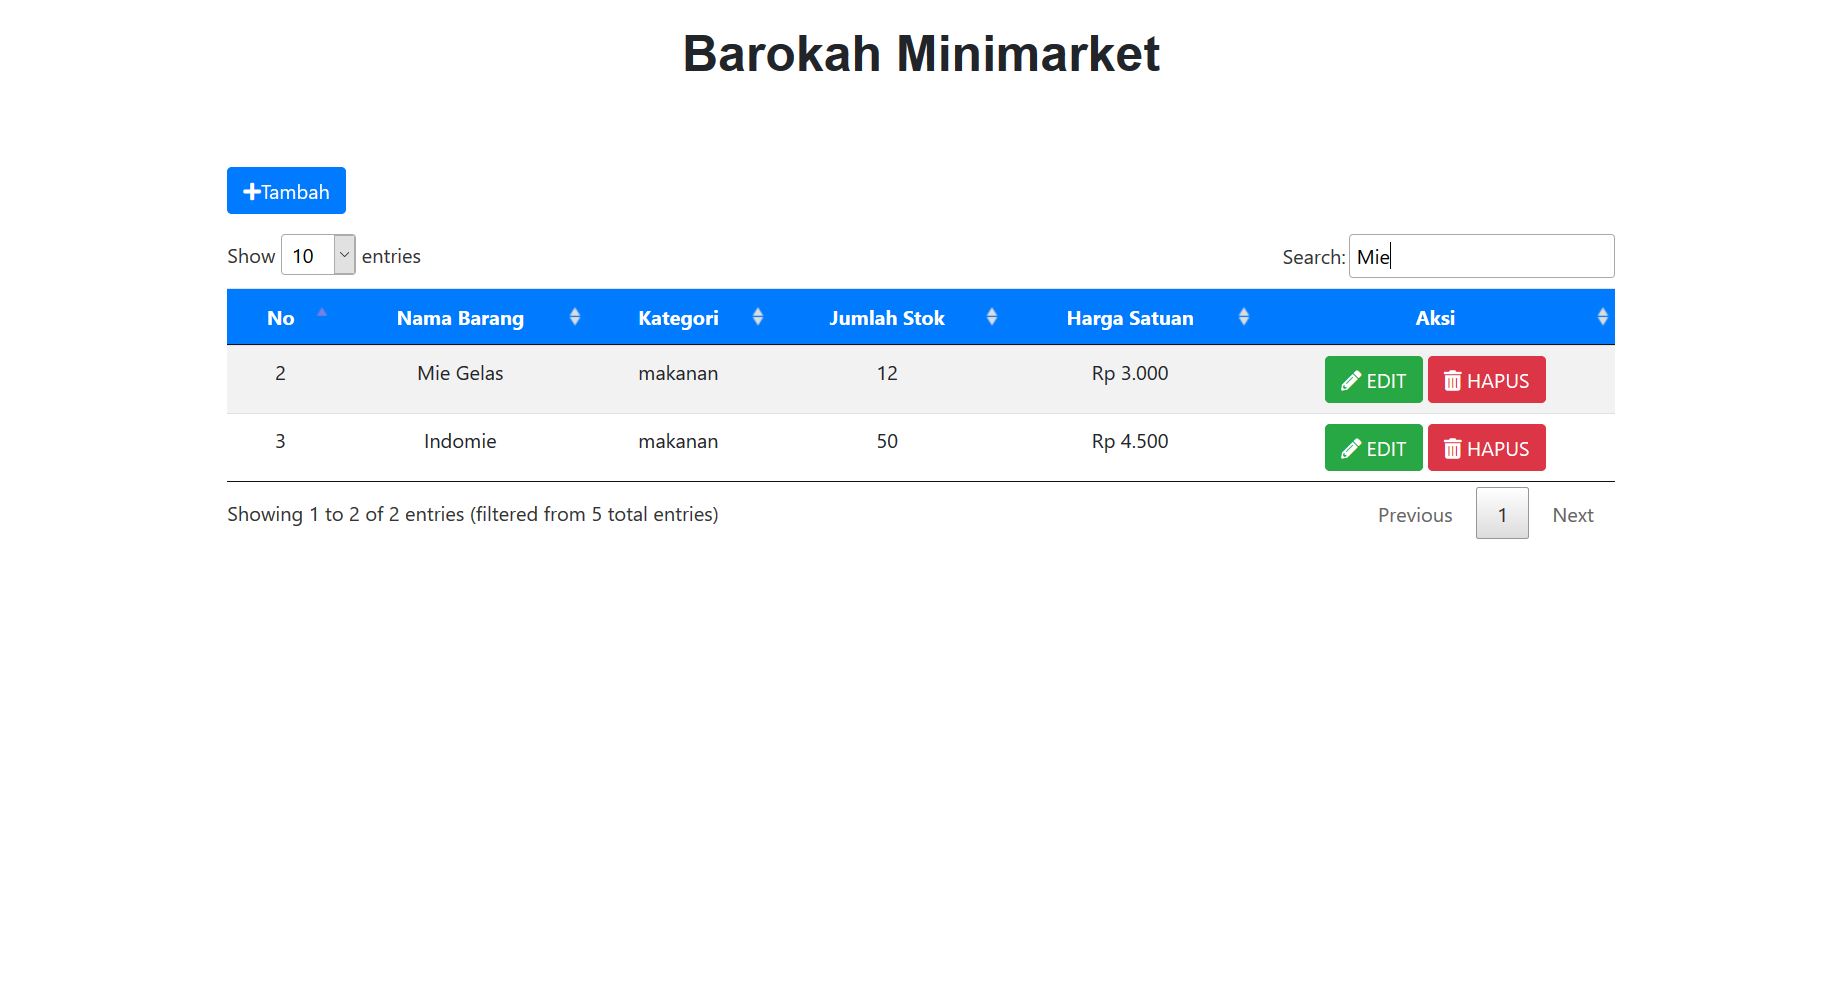 Barokah Minimarket
Tambah
Show 10 entries
Search: Mie
No Nama Barang Kategori Jumlah Stok Harga Satuan Aksi
2 Mie Gelas makanan 12 Rp 3.000 EDIT HAPUS
3 Indomie makanan 50 Rp 4.500 EDIT HAPUS
Showing 1 to 2 of 2 entries (filtered from 5 total entries)
Previous 1 Next